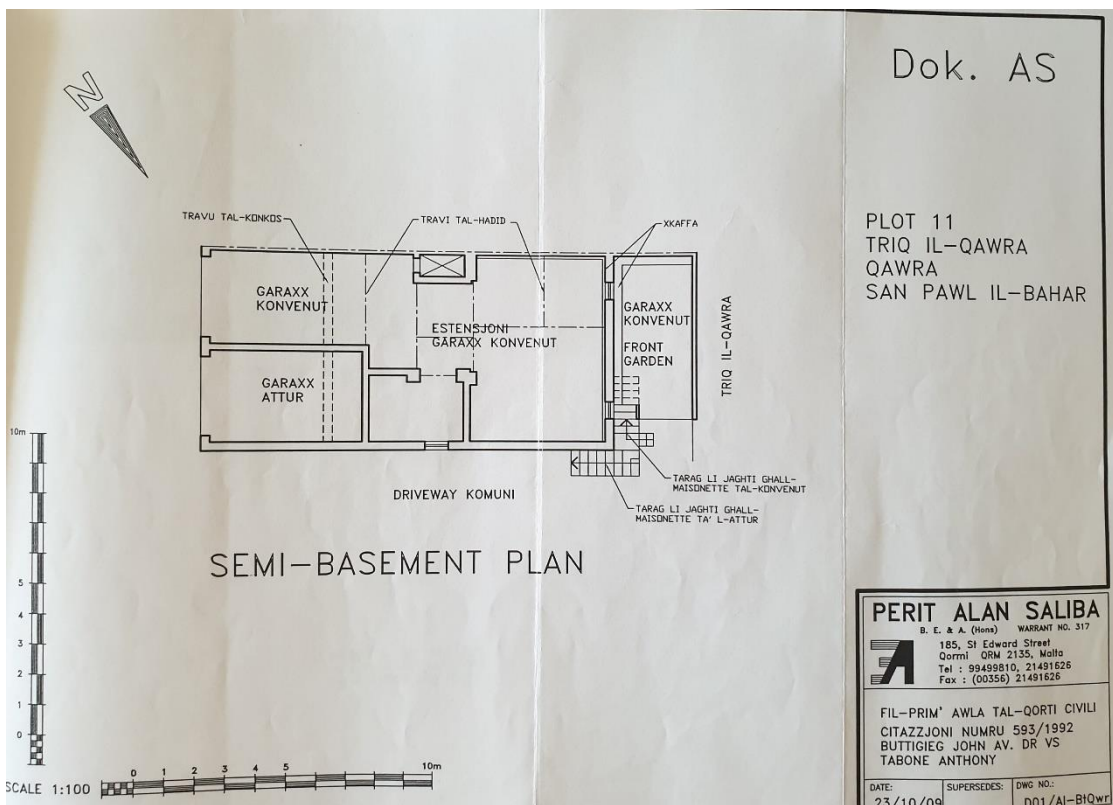 Dok. AS
N
PLOT 11
TRIQ IL-QAWRA
QAWRA
SAN PAWL IL-BAHAR
TRAVU TAL-KONKOS
TRAVI TAL-HADID
XKAFFA
GARAXX
KONVENUT
ESTENSJONI
GARAXX KONVENUT
GARAXX
KONVENUT
FRONT
GARDEN
TRIQ IL-QAWRA
GARAXX
ATTUR
DRIVEWAY KOMUNI
TARAG LI JAGHTI GHALL-
MAISONETTE TAL-KONVENUT
TARAG LI JAGHTI GHALL-
MAISONETTE TA' L-ATTUR
SEMI-BASEMENT PLAN
10m
5
4
3
2
1
0
SCALE 1:100
0 1 2 3 4 5 10m
PERIT ALAN SALIBA
B. E. & A. (Hons) WARRANT NO. 317
185, St Edward Street
Qormi QRM 2135, Malta
Tel : 99499810, 21491626
Fax : (00356) 21491626
FIL-PRIM' AWLA TAL-QORTI CIVILI
CITAZZJONI NUMRU 593/1992
BUTTIGIEG JOHN AV. DR VS
TABONE ANTHONY
DATE: SUPERSEDES: DWG NO.:
23/10/09 D01/Al-BtQwr